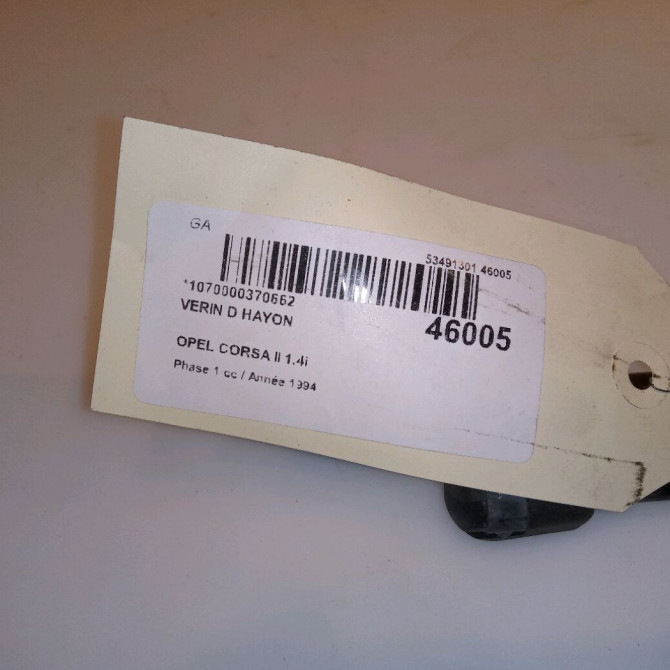 GA
53491301 46005
*1070000370662
VERIN D HAYON
46005
OPEL CORSA II 1.4i
Phase 1 cc / Année 1994